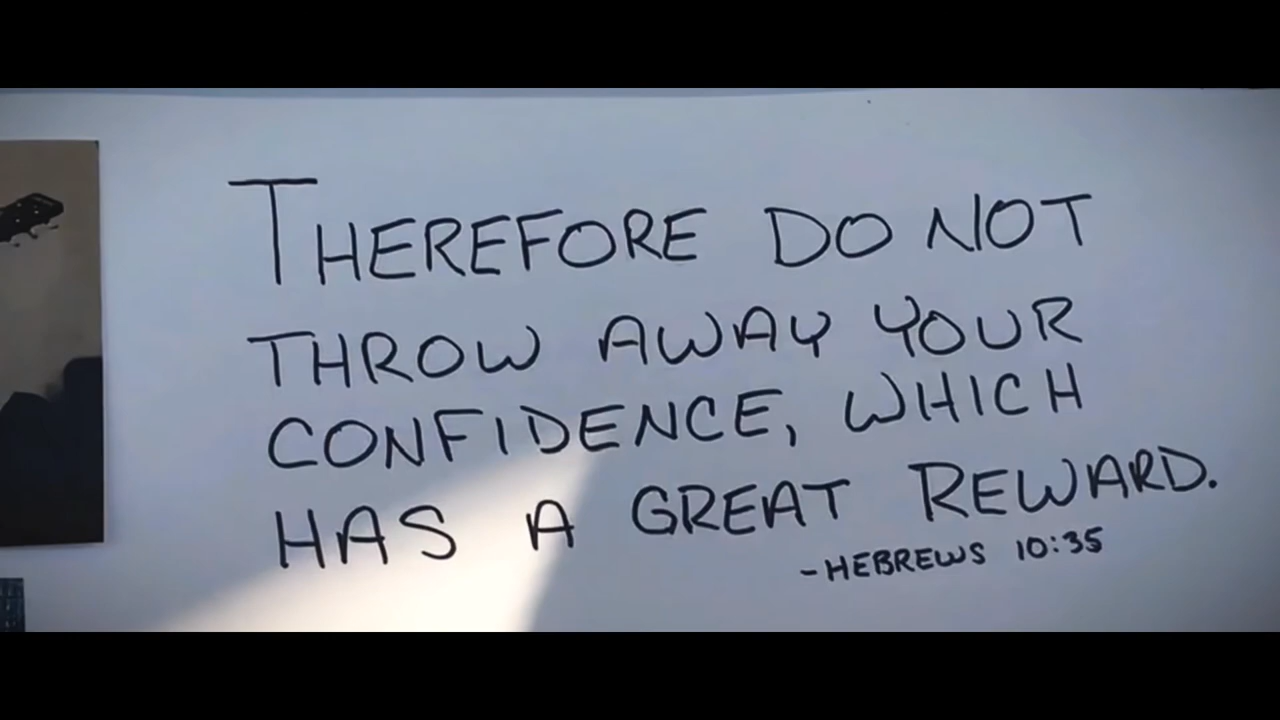 THEREFORE DO NOT
THROW AWAY YOUR
CONFIDENCE, WHICH
HAS A GREAT REWARD.
-HEBREWS 10:35